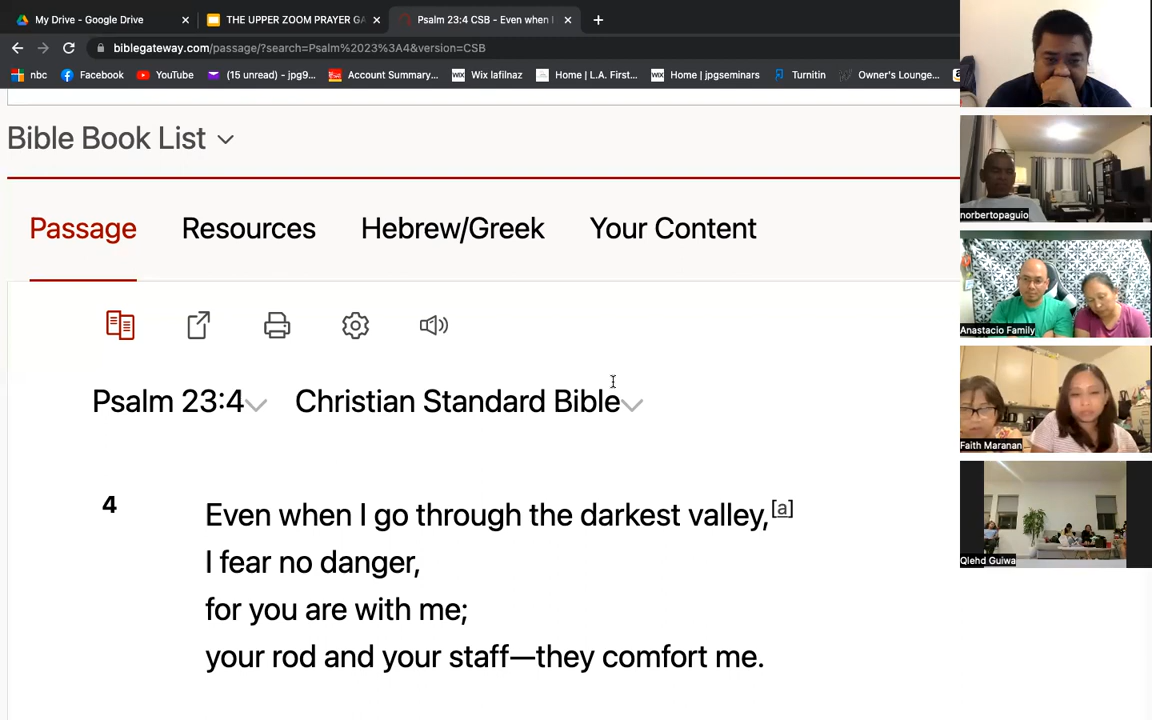 My Drive - Google Drive
THE UPPER ZOOM PRAYER GA
Psalm 23:4 CSB - Even when I
biblegateway.com/passage/?search=Psalm%2023%3A4&version=CSB
nbc
Facebook
YouTube
(15 unread) - jpg9...
Account Summary...
WIX Wix lafilnaz
Home | L.A. First...
WIX Home | jpgseminars
Turnitin
Owner's Lounge...
Bible Book List
Passage
Resources
Hebrew/Greek
Your Content
Psalm 23:4
Christian Standard Bible
4
Even when I go through the darkest valley,[a]
I fear no danger,
for you are with me;
your rod and your staff—they comfort me.
norbertopaguio
Anastacio Family
Faith Maranan
Qlehd Guiwa